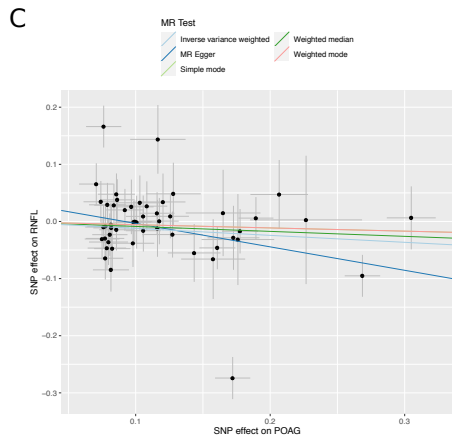 C
MR Test
Inverse variance weighted
Weighted median
MR Egger
Weighted mode
Simple mode
0.2
0.1
0.0
−0.1
−0.2
−0.3
SNP effect on RNFL
0.1
0.2
0.3
SNP effect on POAG